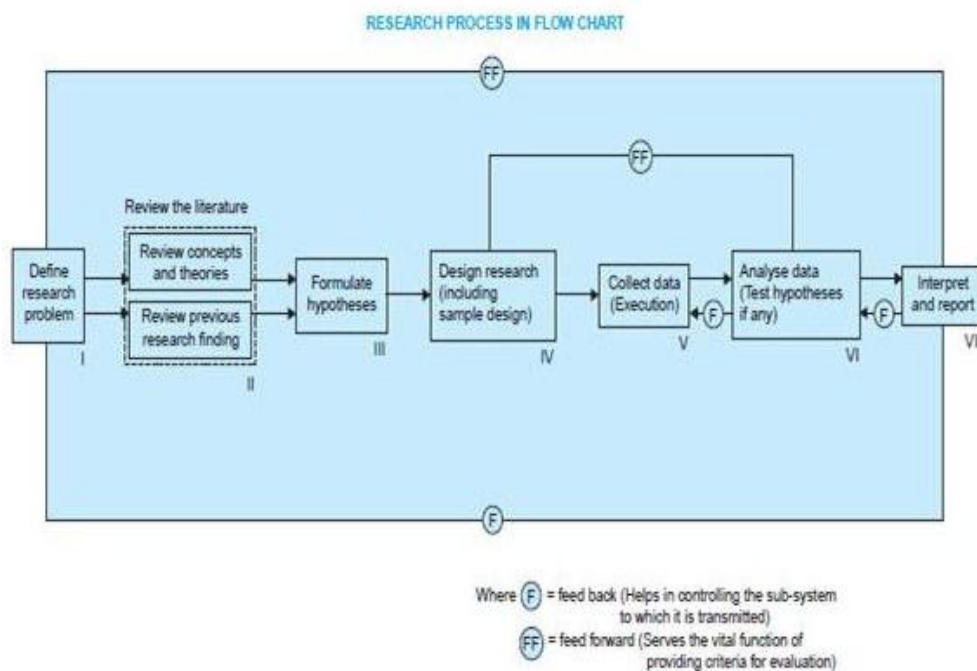 RESEARCH PROCESS IN FLOW CHART
FF
FF
Review the literature
Define
research
problem
I
Review concepts
and theories
Review previous
research finding
II
Formulate
hypotheses
III
Design research
(including
sample design)
IV
Collect data
(Execution)
V
F
Analyse data
(Test hypotheses
if any)
VI
F
Interpret
and report
VI
F
Where F = feed back (Helps in controlling the sub-system
to which it is transmitted)
FF = feed forward (Serves the vital function of
providing criteria for evaluation)